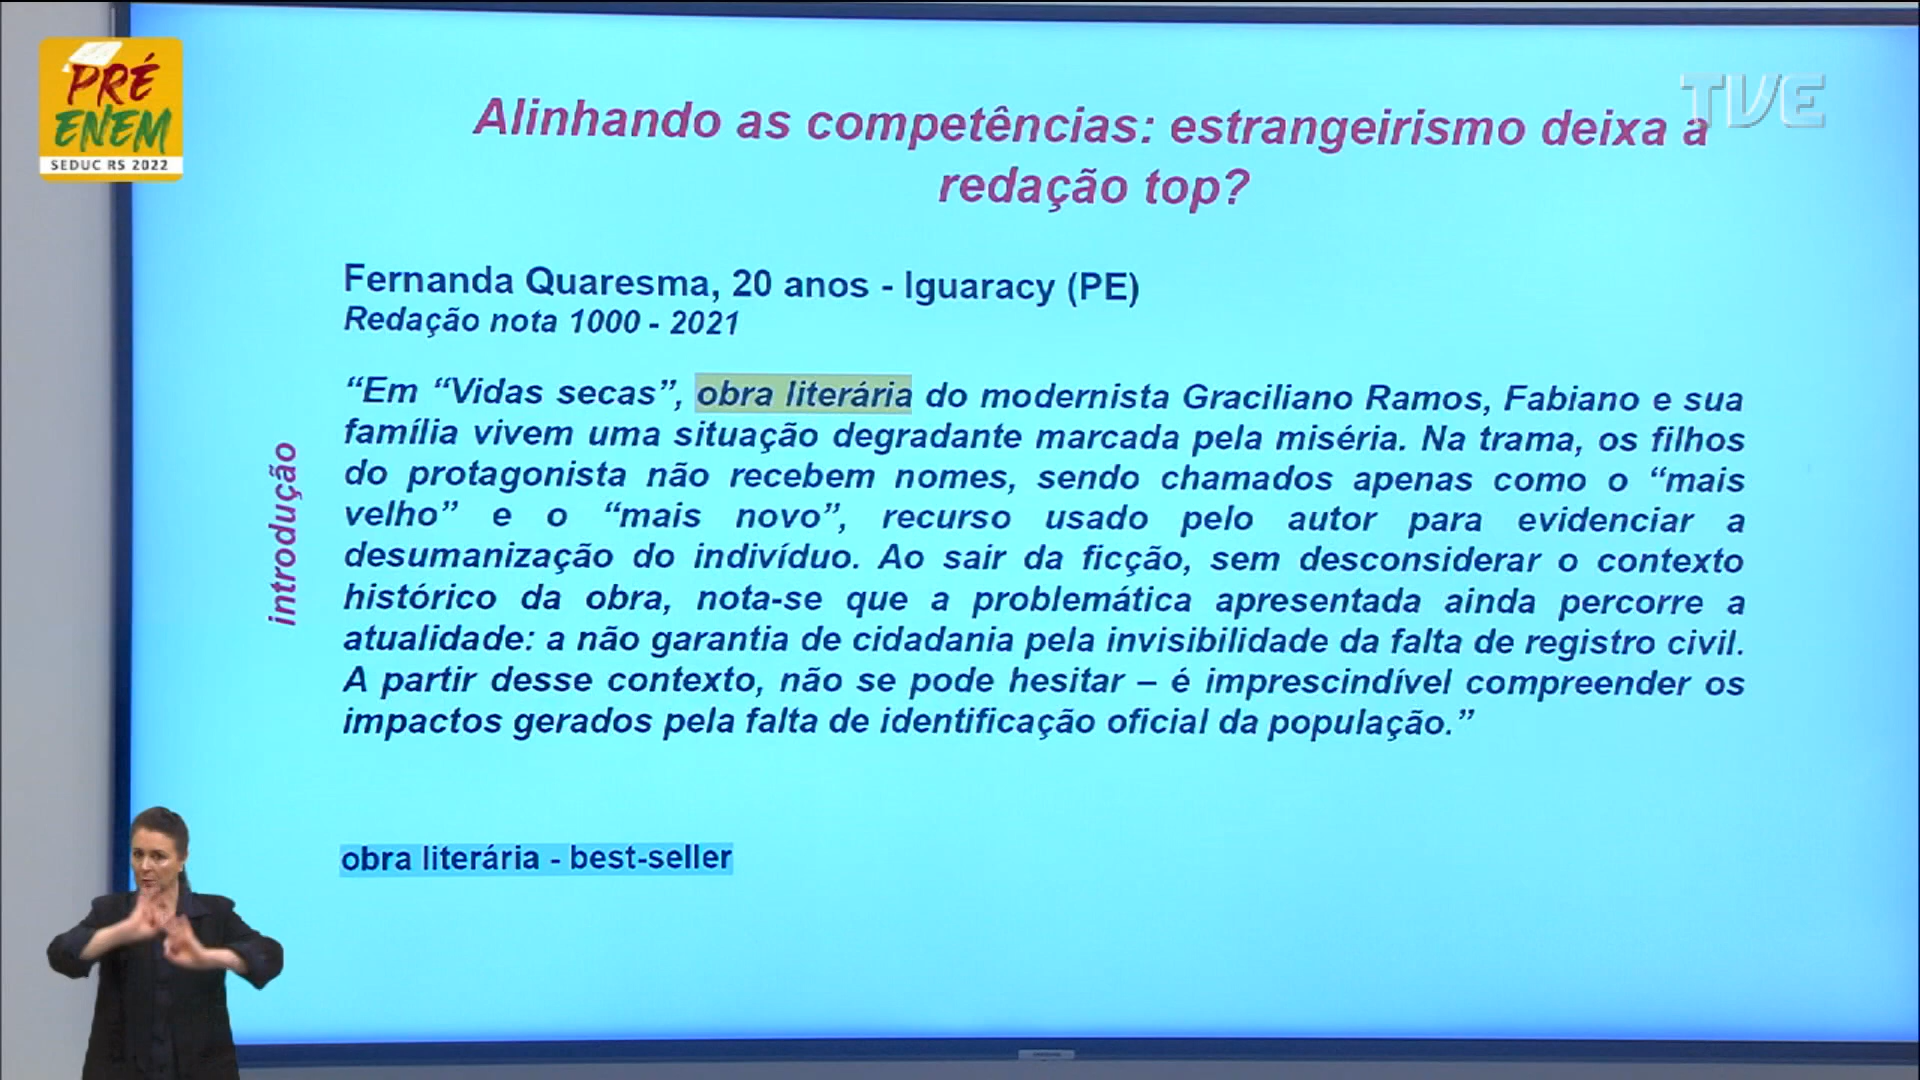 PRÉ
ENEM
SEDUC RS 2022
TVE
Alinhando as competências: estrangeirismo deixa a
redação top?
Fernanda Quaresma, 20 anos - Iguaracy (PE)
Redação nota 1000 - 2021
introdução
“Em “Vidas secas”, obra literária do modernista Graciliano Ramos, Fabiano e sua
família vivem uma situação degradante marcada pela miséria. Na trama, os filhos
do protagonista não recebem nomes, sendo chamados apenas como o “mais
velho” e o “mais novo”, recurso usado pelo autor para evidenciar a
desumanização do indivíduo. Ao sair da ficção, sem desconsiderar o contexto
histórico da obra, nota-se que a problemática apresentada ainda percorre a
atualidade: a não garantia de cidadania pela invisibilidade da falta de registro civil.
A partir desse contexto, não se pode hesitar – é imprescindível compreender os
impactos gerados pela falta de identificação oficial da população.”
obra literária - best-seller